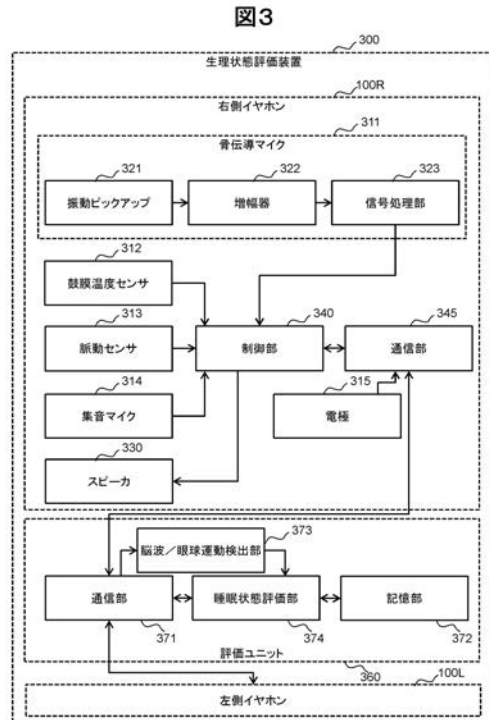 図3
300
生理状態評価装置
100R
右側イヤホン
311
骨伝導マイク
321
322
323
振動ピックアップ
増幅器
信号処理部
312
鼓膜温度センサ
313
340
345
脈動センサ
制御部
通信部
314
315
集音マイク
電極
330
スピーカ
373
脳波/眼球運動検出部
通信部
睡眠状態評価部
記憶部
371
374
372
評価ユニット
360
100L
左側イヤホン